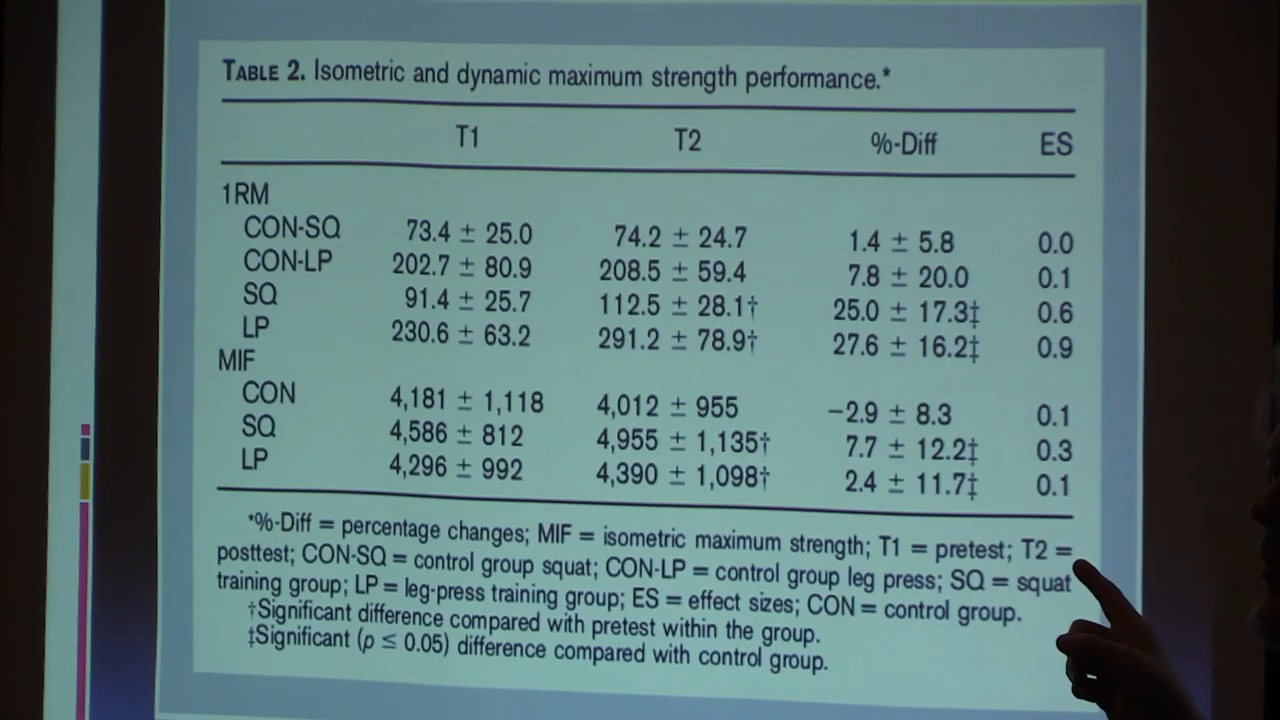 TABLE 2. Isometric and dynamic maximum strength performance.*
T1 T2 %-Diff ES
1RM
CON-SQ 73.4 ± 25.0 74.2 ± 24.7 1.4 ± 5.8 0.0
CON-LP 202.7 ± 80.9 208.5 ± 59.4 7.8 ± 20.0 0.1
SQ 91.4 ± 25.7 112.5 ± 28.1† 25.0 ± 17.3‡ 0.6
LP 230.6 ± 63.2 291.2 ± 78.9† 27.6 ± 16.2‡ 0.9
MIF
CON 4,181 ± 1,118 4,012 ± 955 −2.9 ± 8.3 0.1
SQ 4,586 ± 812 4,955 ± 1,135† 7.7 ± 12.2‡ 0.3
LP 4,296 ± 992 4,390 ± 1,098† 2.4 ± 11.7‡ 0.1
*%-Diff = percentage changes; MIF = isometric maximum strength; T1 = pretest; T2 =
posttest; CON-SQ = control group squat; CON-LP = control group leg press; SQ = squat
training group; LP = leg-press training group; ES = effect sizes; CON = control group.
†Significant difference compared with pretest within the group.
‡Significant (p ≤ 0.05) difference compared with control group.